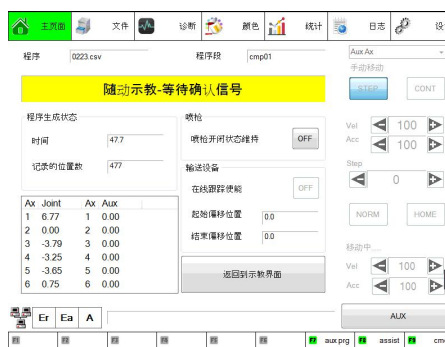 主页面 文件 诊断 颜色 统计 日志 设
程序 0223.csv 程序段 cmp01
Aux Ax
手动移动
随动示教-等待确认信号
STEP CONT
程序生成状态
喷枪
时间 47.7
喷枪开闭状态维持 OFF
Vel 100
Acc 100
记录的位置数 477
输送设备
Step
0
在线跟踪使能 OFF
Ax Joint Ax Aux
1 6.77 1 0.00
2 0.00 2 0.00
3 -3.79 3 0.00
4 -3.25 4 0.00
5 -3.65 5 0.00
6 0.75 6 0.00
起始偏移位置 0.0
结束偏移位置 0.0
NORM HOME
移动中....
返回到示教界面
Vel 100
Acc 100
Er Ea A
AUX
F1 F2 F3 F4 F5 F6 F7 aux prg F8 assist F9 cm